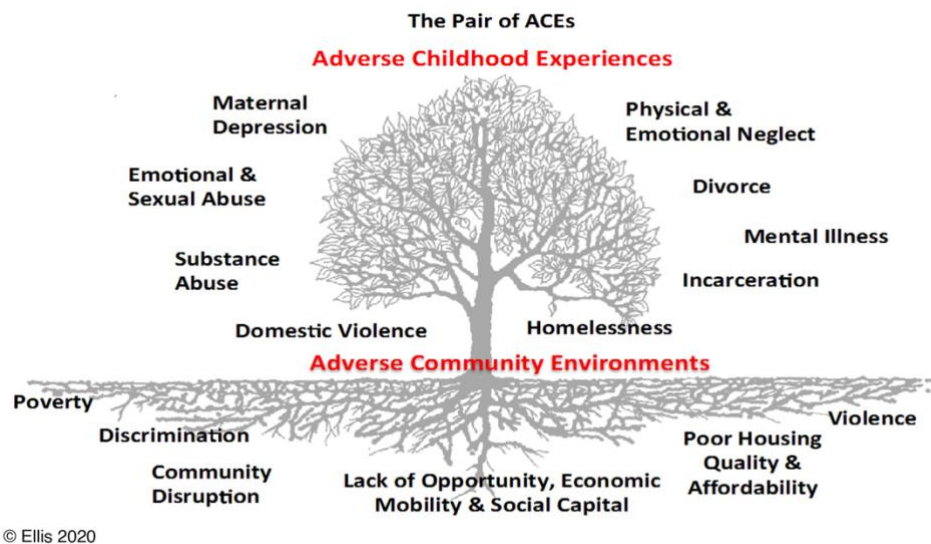 The Pair of ACEs
Adverse Childhood Experiences
Maternal
Depression
Physical &
Emotional Neglect
Emotional &
Sexual Abuse
Divorce
Mental Illness
Substance
Abuse
Incarceration
Domestic Violence
Homelessness
Adverse Community Environments
Poverty
Violence
Discrimination
Poor Housing
Quality &
Affordability
Community
Disruption
Lack of Opportunity, Economic
Mobility & Social Capital
© Ellis 2020